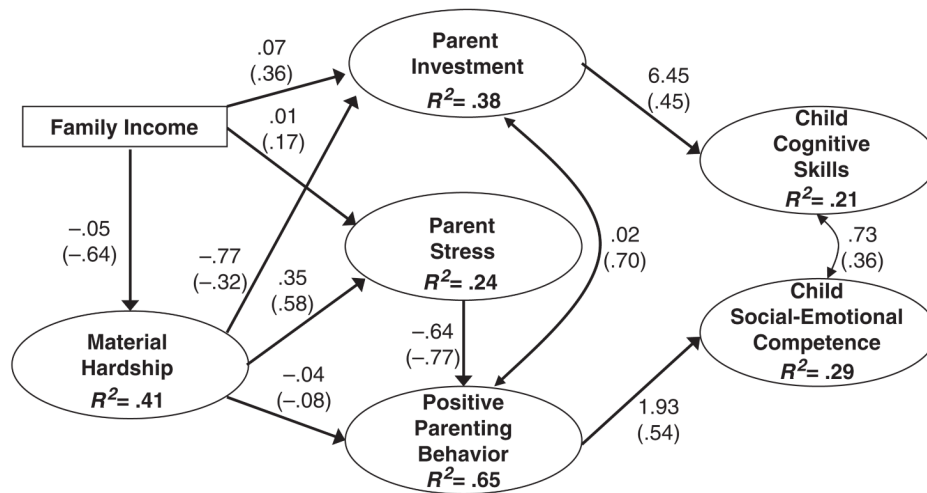 Parent
Investment
R²= .38
.07
(.36)
6.45
(.45)
Family Income
.01
(.17)
Child
Cognitive
Skills
R²= .21
–.05
(–.64)
–.77
(–.32)
Parent
Stress
R²= .24
.02
(.70)
.73
(.36)
.35
(.58)
Material
Hardship
R²= .41
–.64
(–.77)
Child
Social-Emotional
Competence
R²= .29
–.04
(–.08)
Positive
Parenting
Behavior
R²= .65
1.93
(.54)